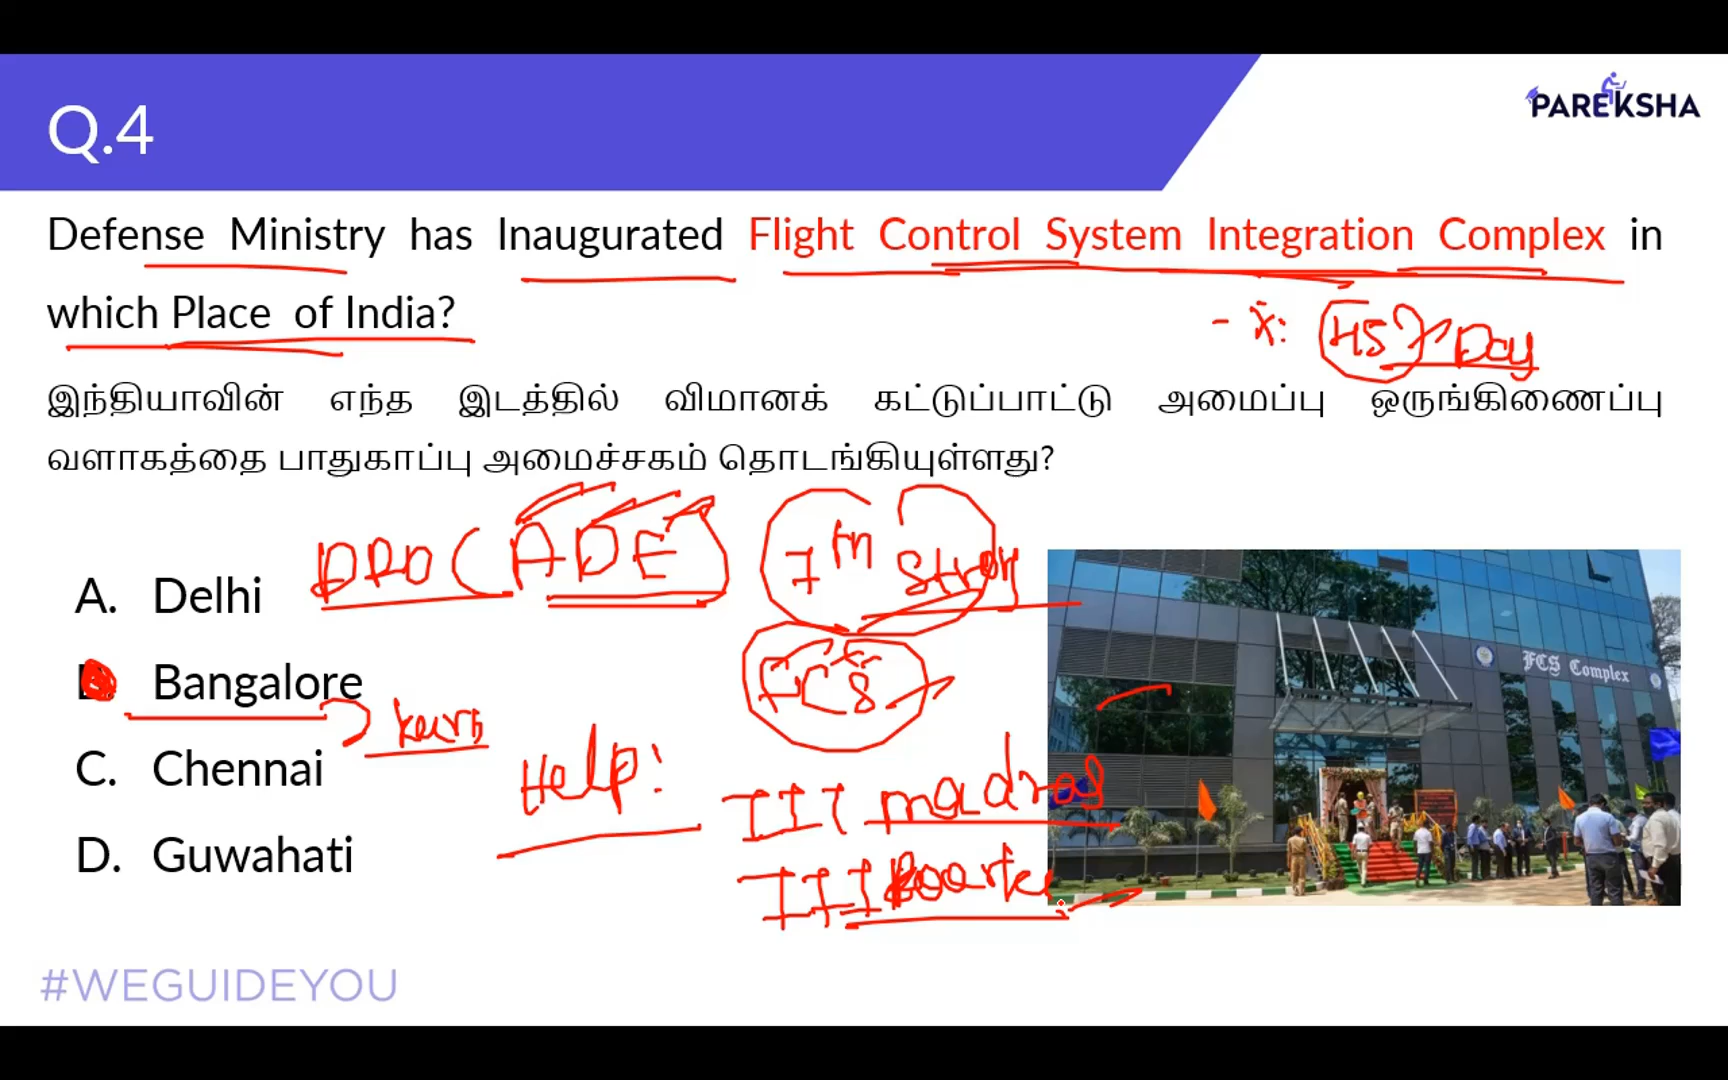 Q.4
PAREKSHA
Defense Ministry has Inaugurated Flight Control System Integration Complex in
which Place of India?
- x: 45 Day
இந்தியாவின் எந்த இடத்தில் விமானக் கட்டுப்பாட்டு அமைப்பு ஒருங்கிணைப்பு
வளாகத்தை பாதுகாப்பு அமைச்சகம் தொடங்கியுள்ளது?
(ADE) 7th
A. Delhi
FCS
FCS Complex
Bangalore
Help:
C. Chennai
IIT madras
D. Guwahati
#WEGUIDEYOU